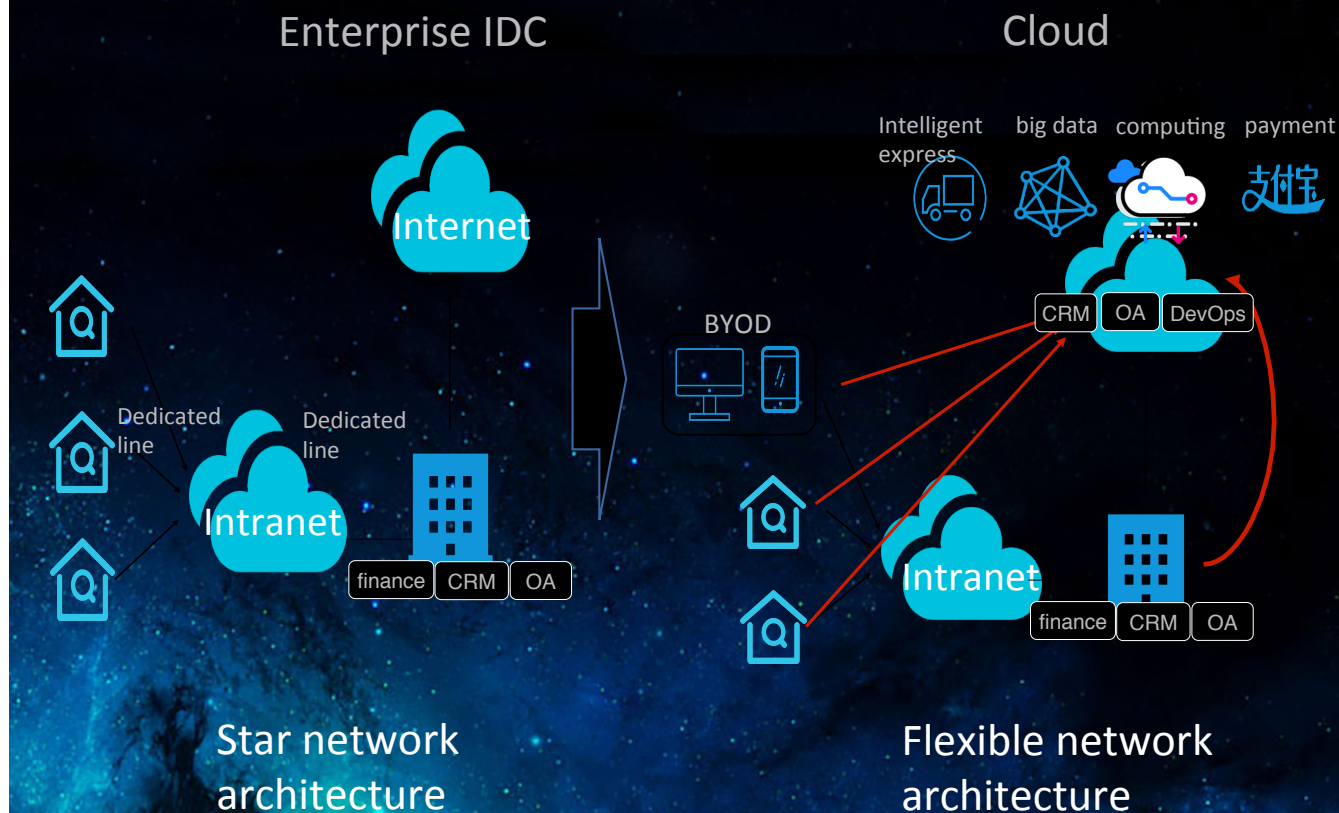 Enterprise IDC
Cloud
Internet
Dedicated
line
Dedicated
line
Intranet
finance
CRM
OA
Star network
architecture
Intelligent
express
big data
computing
payment
支付宝
CRM
OA
DevOps
BYOD
Intranet
finance
CRM
OA
Flexible network
architecture